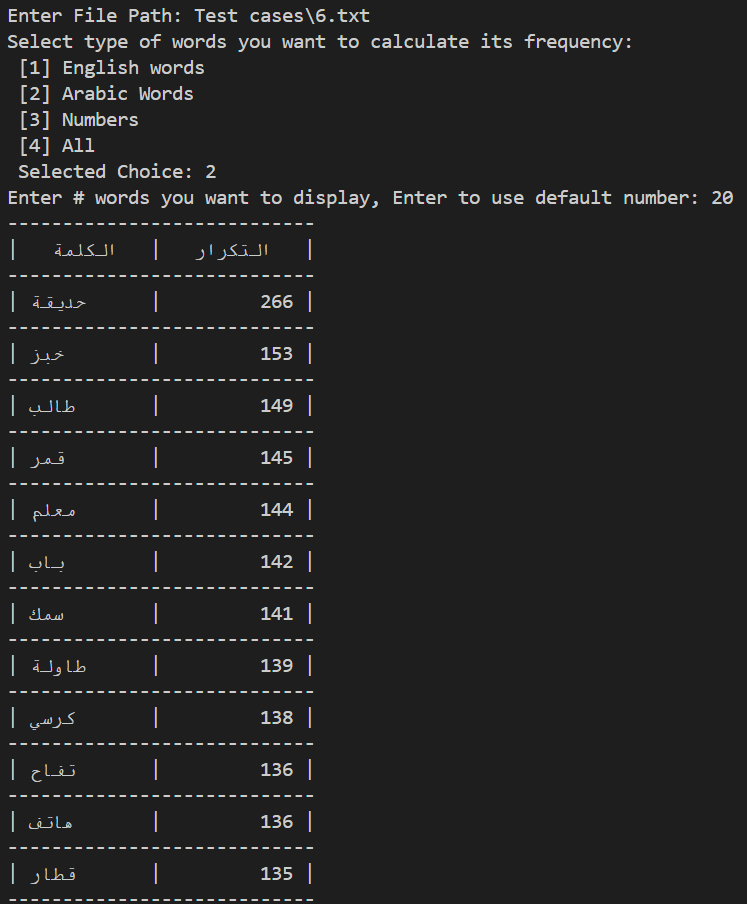 Enter File Path: Test cases\6.txt
Select type of words you want to calculate its frequency:
[1] English words
[2] Arabic Words
[3] Numbers
[4] All
Selected Choice: 2
Enter # words you want to display, Enter to use default number: 20
----------------------------
| الكلمة | التكرار |
----------------------------
| حديقة | 266 |
----------------------------
| خبز | 153 |
----------------------------
| طالب | 149 |
----------------------------
| قمر | 145 |
----------------------------
| معلم | 144 |
----------------------------
| باب | 142 |
----------------------------
| سمك | 141 |
----------------------------
| طاولة | 139 |
----------------------------
| كرسي | 138 |
----------------------------
| تفاح | 136 |
----------------------------
| هاتف | 136 |
----------------------------
| قطار | 135 |
----------------------------